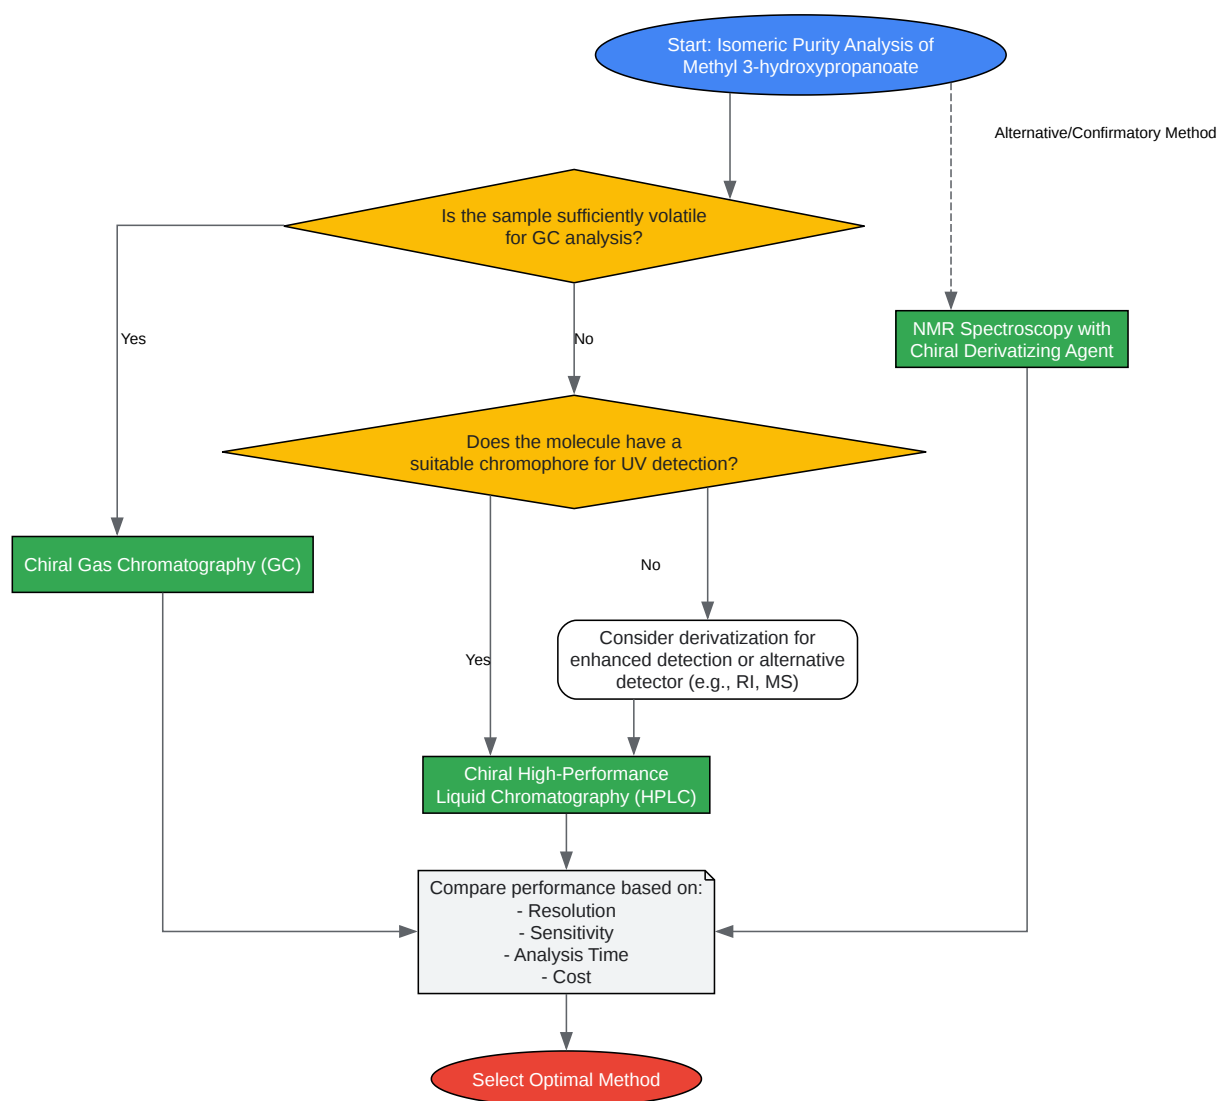 Start: Isomeric Purity Analysis of
Methyl 3-hydroxypropanoate
Alternative/Confirmatory Method
Is the sample sufficiently volatile
for GC analysis?
Yes
No
NMR Spectroscopy with
Chiral Derivatizing Agent
Does the molecule have a
suitable chromophore for UV detection?
Chiral Gas Chromatography (GC)
No
Consider derivatization for
enhanced detection or alternative
detector (e.g., RI, MS)
Yes
Chiral High-Performance
Liquid Chromatography (HPLC)
Compare performance based on:
- Resolution
- Sensitivity
- Analysis Time
- Cost
Select Optimal Method